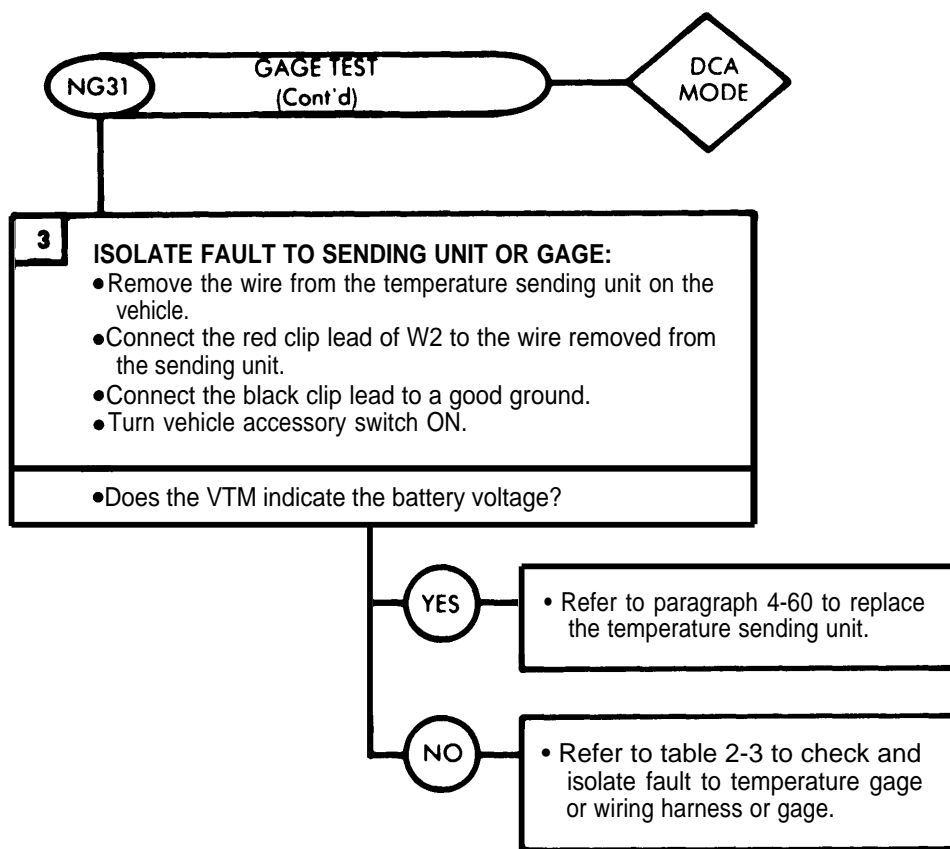 NG31
GAGE TEST
(Cont'd)
DCA
MODE
3
ISOLATE FAULT TO SENDING UNIT OR GAGE:
●Remove the wire from the temperature sending unit on the
vehicle.
●Connect the red clip lead of W2 to the wire removed from
the sending unit.
●Connect the black clip lead to a good ground.
●Turn vehicle accessory switch ON.
●Does the VTM indicate the battery voltage?
YES
• Refer to paragraph 4-60 to replace
the temperature sending unit.
NO
• Refer to table 2-3 to check and
isolate fault to temperature gage
or wiring harness or gage.